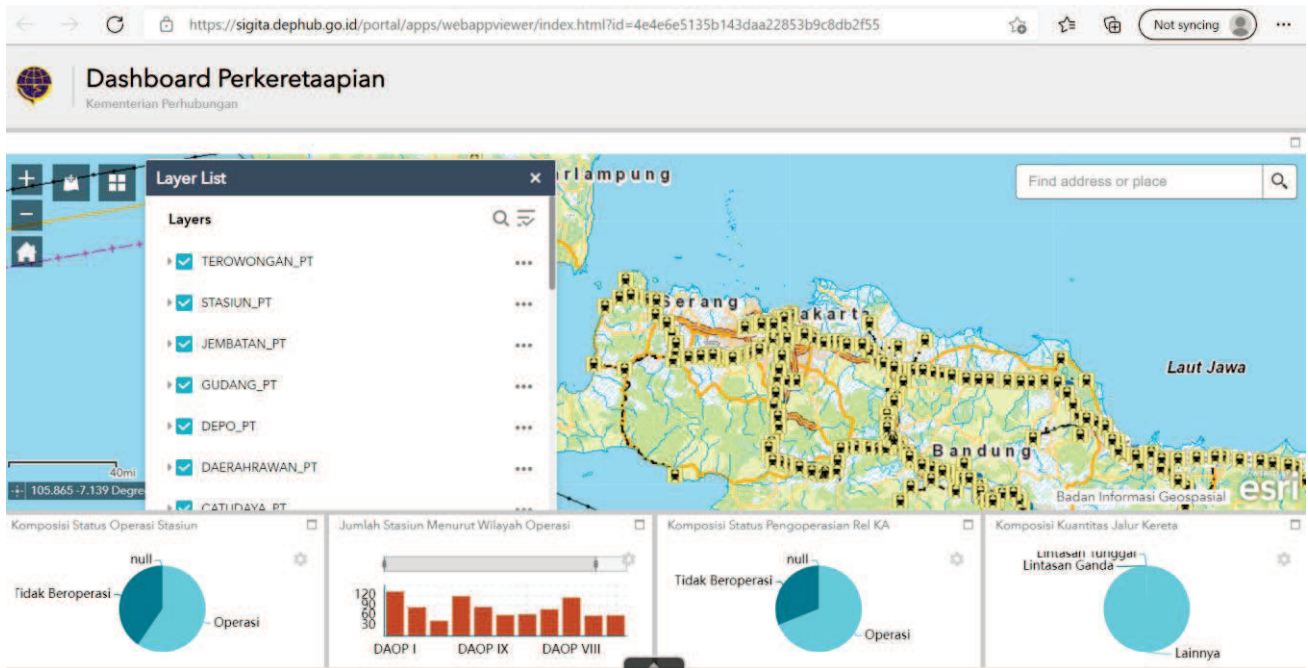 https://sigita.dephub.go.id/portal/apps/webappviewer/index.html?id=4e4e6e5135b143daa22853b9c8db2f55
Not syncing
Dashboard Perkeretaapian
Kementerian Perhubungan
Layer List
Layers
TEROWONGAN_PT
STASIUN_PT
JEMBATAN_PT
GUDANG_PT
DEPO_PT
DAERAHRAWAN_PT
CATUDAYA_PT
rlampung
Find address or place
Serang
akarta
Laut Jawa
Bandung
Badan Informasi Geospasial
esri
40mi
105.865 -7.139 Degre
Komposisi Status Operasi Stasiun
null
Tidak Beroperasi
Operasi
Jumlah Stasiun Menurut Wilayah Operasi
120
90
60
30
DAOP I DAOP IX DAOP VIII
Komposisi Status Pengoperasian Rel KA
null
Tidak Beroperasi
Operasi
Komposisi Kuantitas Jalur Kereta
Lintasan Tunggal
Lintasan Ganda
Lainnya